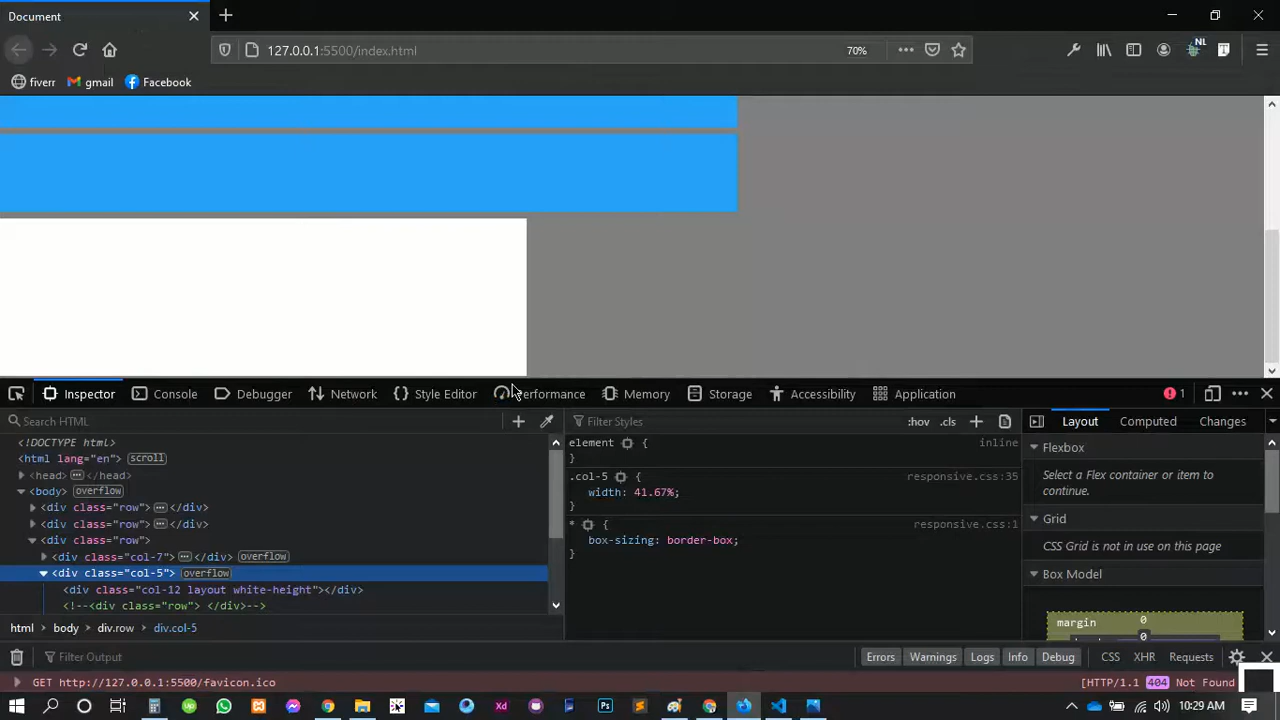 Document
127.0.0.1:5500/index.html
70%
NL
fiverr
gmail
Facebook
Inspector
Console
Debugger
Network
{} Style Editor
Performance
Memory
Storage
Accessibility
Application
1
Search HTML
Filter Styles
:hov
.cls
Layout
Computed
Changes
<!DOCTYPE html>
<html lang="en"> scroll
<head> </head>
<body> overflow
<div class="row"> </div>
<div class="row"> </div>
<div class="row">
<div class="col-7"> </div> overflow
<div class="col-5"> overflow
<div class="col-12 layout white-height"></div>
<!--<div class="row"> </div>-->
html
body
div.row
div.col-5
element {
inline
}
.col-5 {
responsive.css:35
width: 41.67%;
}
* {
responsive.css:1
box-sizing: border-box;
}
Flexbox
Select a Flex container or item to
continue.
Grid
CSS Grid is not in use on this page
Box Model
margin
0
0
Filter Output
Errors
Warnings
Logs
Info
Debug
CSS
XHR
Requests
GET http://127.0.0.1:5500/favicon.ico
[HTTP/1.1 404 Not Found
Up
Xd
Ps
10:29 AM